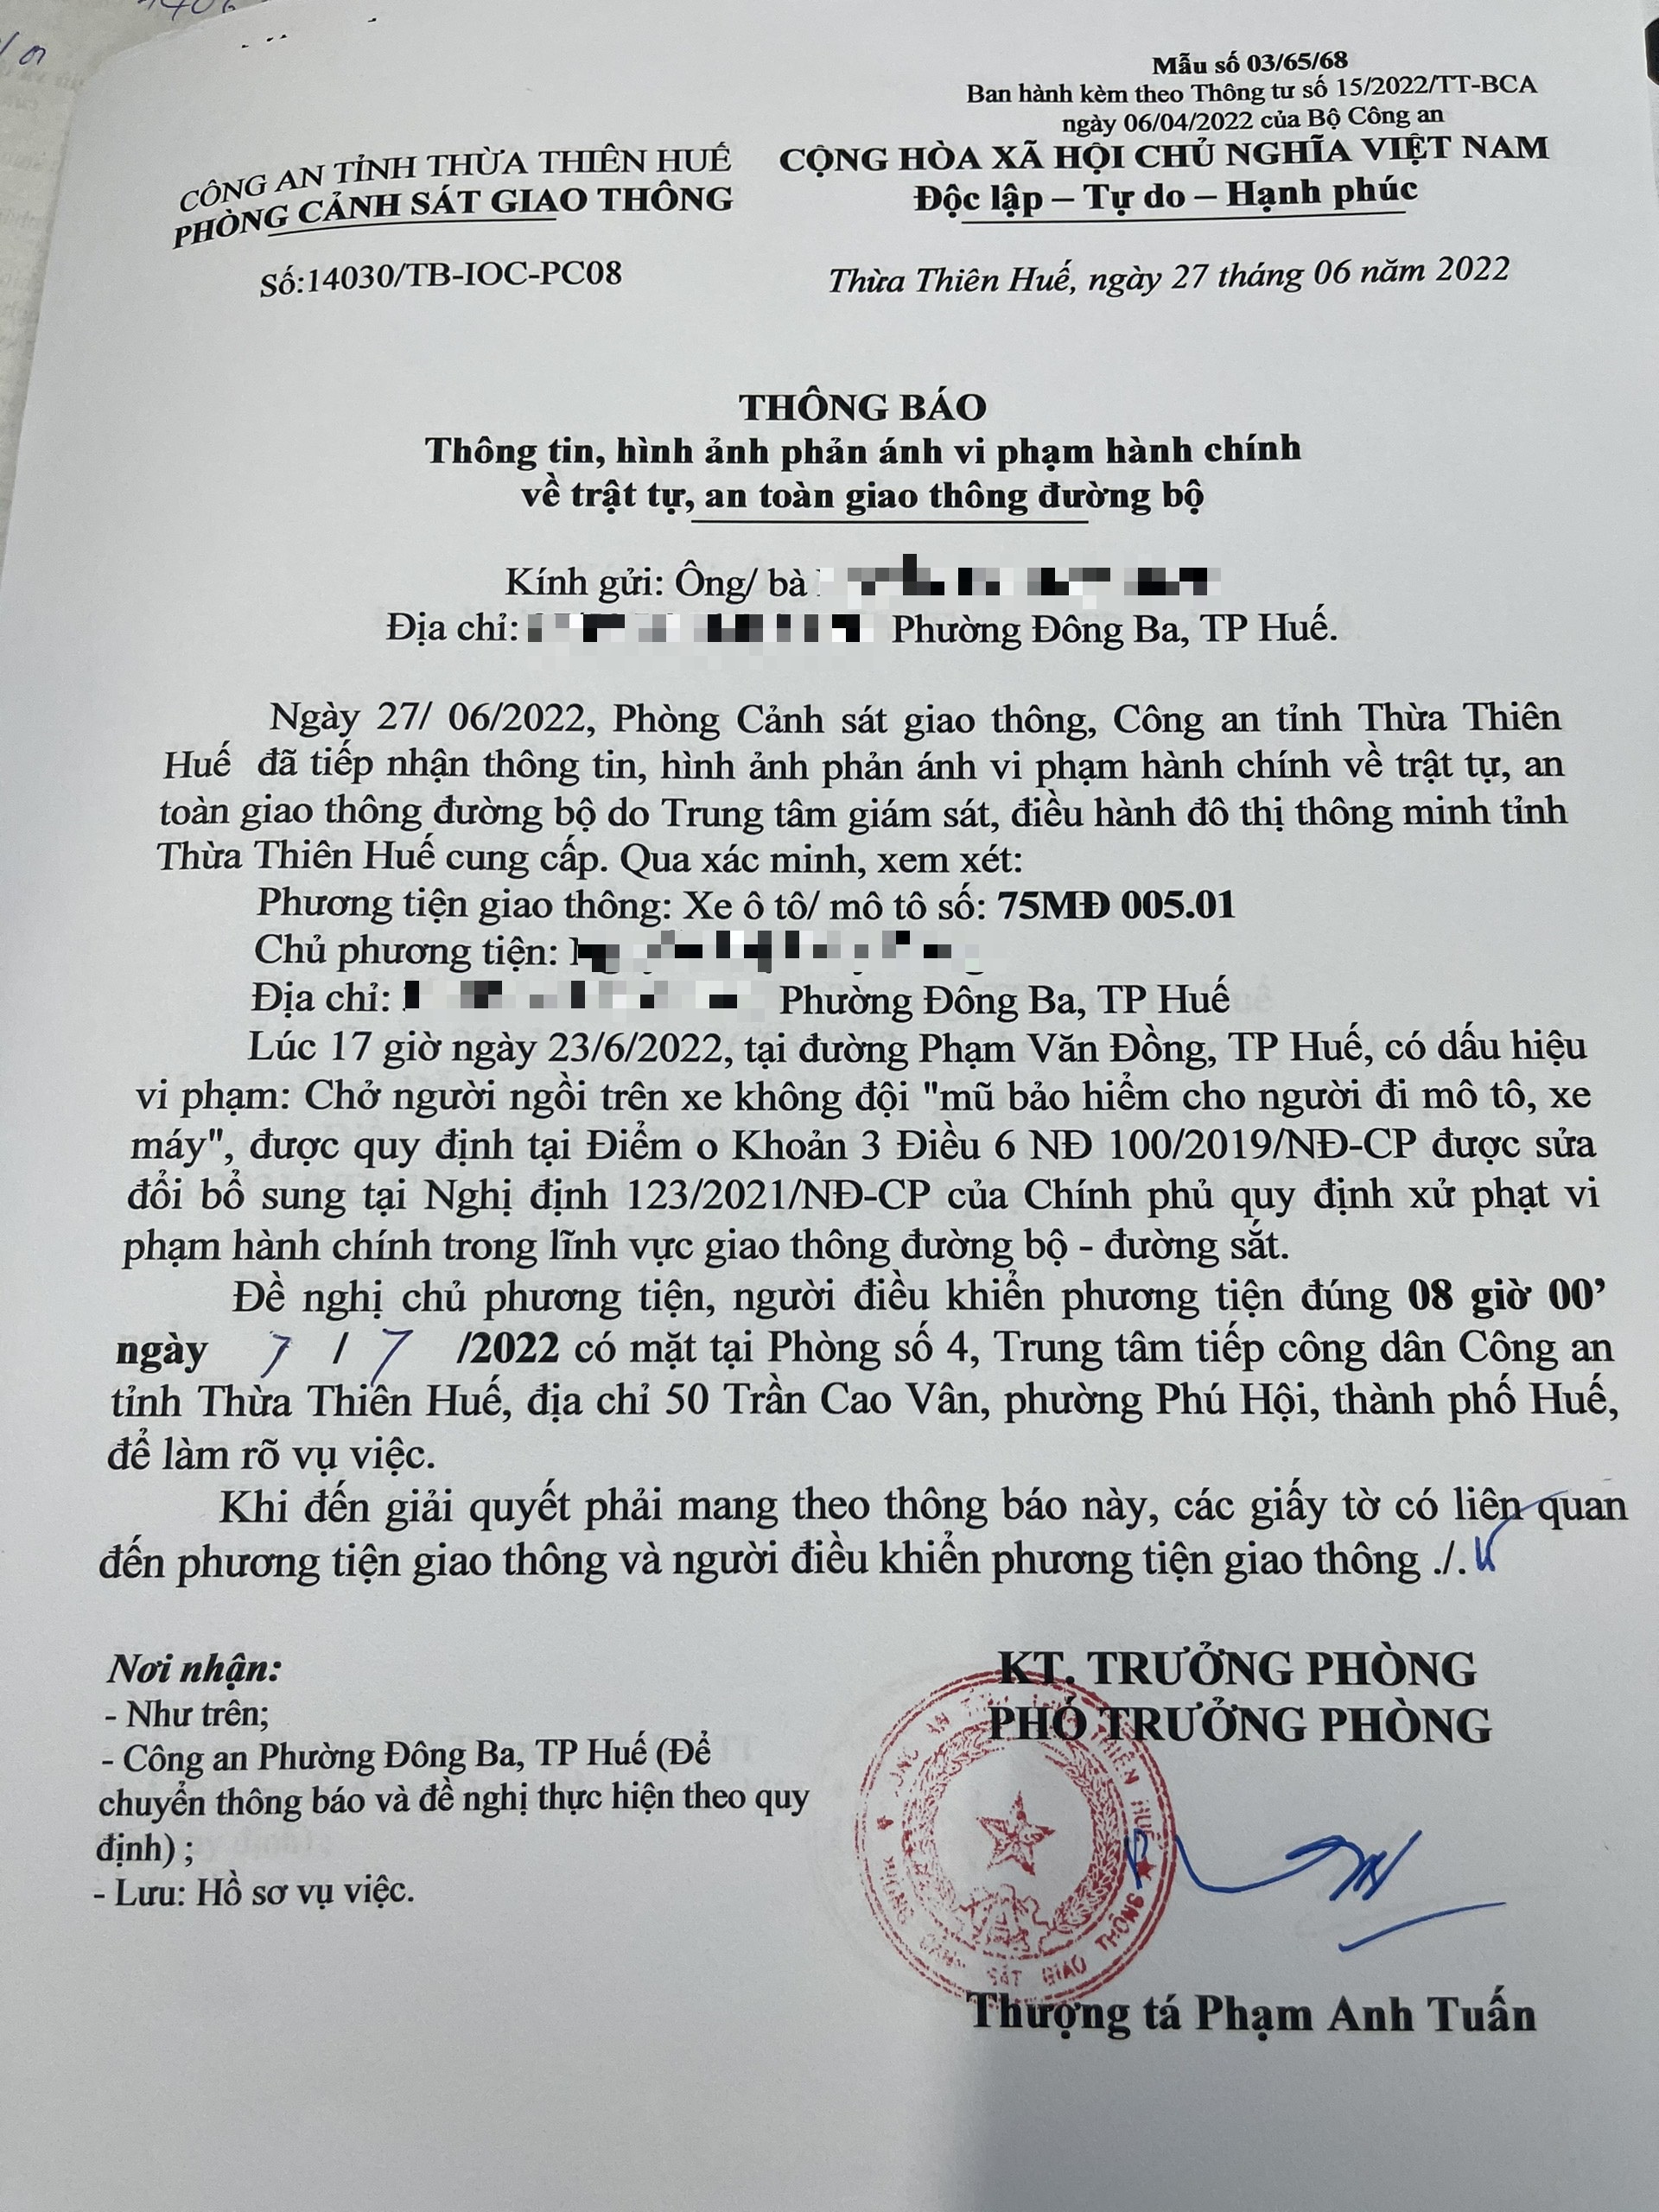 Mẫu số 03/65/68
Ban hành kèm theo Thông tư số 15/2022/TT-BCA
ngày 06/04/2022 của Bộ Công an
CÔNG AN TỈNH THỪA THIÊN HUẾ
PHÒNG CẢNH SÁT GIAO THÔNG
CỘNG HÒA XÃ HỘI CHỦ NGHĨA VIỆT NAM
Độc lập – Tự do – Hạnh phúc
Số:14030/TB-IOC-PC08
Thừa Thiên Huế, ngày 27 tháng 06 năm 2022
THÔNG BÁO
Thông tin, hình ảnh phản ánh vi phạm hành chính
về trật tự, an toàn giao thông đường bộ
Kính gửi: Ông/ bà
Địa chỉ: Phường Đông Ba, TP Huế.
Ngày 27/ 06/2022, Phòng Cảnh sát giao thông, Công an tỉnh Thừa Thiên
Huế đã tiếp nhận thông tin, hình ảnh phản ánh vi phạm hành chính về trật tự, an
toàn giao thông đường bộ do Trung tâm giám sát, điều hành đô thị thông minh tỉnh
Thừa Thiên Huế cung cấp. Qua xác minh, xem xét:
Phương tiện giao thông: Xe ô tô/ mô tô số: 75MĐ 005.01
Chủ phương tiện:
Địa chỉ: Phường Đông Ba, TP Huế
Lúc 17 giờ ngày 23/6/2022, tại đường Phạm Văn Đồng, TP Huế, có dấu hiệu
vi phạm: Chở người ngồi trên xe không đội "mũ bảo hiểm cho người đi mô tô, xe
máy", được quy định tại Điểm o Khoản 3 Điều 6 NĐ 100/2019/NĐ-CP được sửa
đổi bổ sung tại Nghị định 123/2021/NĐ-CP của Chính phủ quy định xử phạt vi
phạm hành chính trong lĩnh vực giao thông đường bộ - đường sắt.
Đề nghị chủ phương tiện, người điều khiển phương tiện đúng 08 giờ 00’
ngày 7 / 7 /2022 có mặt tại Phòng số 4, Trung tâm tiếp công dân Công an
tỉnh Thừa Thiên Huế, địa chỉ 50 Trần Cao Vân, phường Phú Hội, thành phố Huế,
để làm rõ vụ việc.
Khi đến giải quyết phải mang theo thông báo này, các giấy tờ có liên quan
đến phương tiện giao thông và người điều khiển phương tiện giao thông ./.
Nơi nhận:
- Như trên;
- Công an Phường Đông Ba, TP Huế (Để
chuyển thông báo và đề nghị thực hiện theo quy
định) ;
- Lưu: Hồ sơ vụ việc.
KT. TRƯỞNG PHÒNG
PHÓ TRƯỞNG PHÒNG
SÁT GIAO THÔNG
Thượng tá Phạm Anh Tuấn